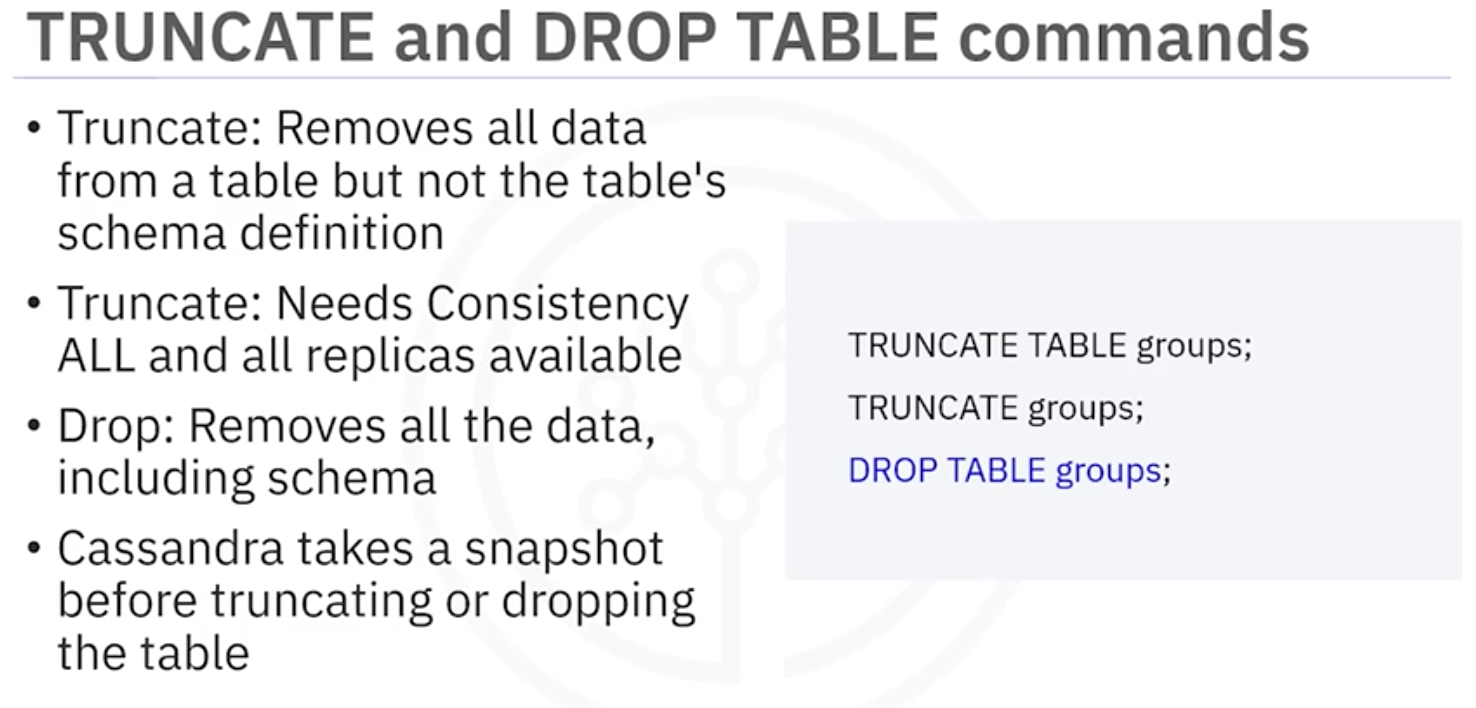 TRUNCATE and DROP TABLE commands
• Truncate: Removes all data
from a table but not the table's
schema definition
• Truncate: Needs Consistency
ALL and all replicas available
• Drop: Removes all the data,
including schema
• Cassandra takes a snapshot
before truncating or dropping
the table
TRUNCATE TABLE groups;
TRUNCATE groups;
DROP TABLE groups;